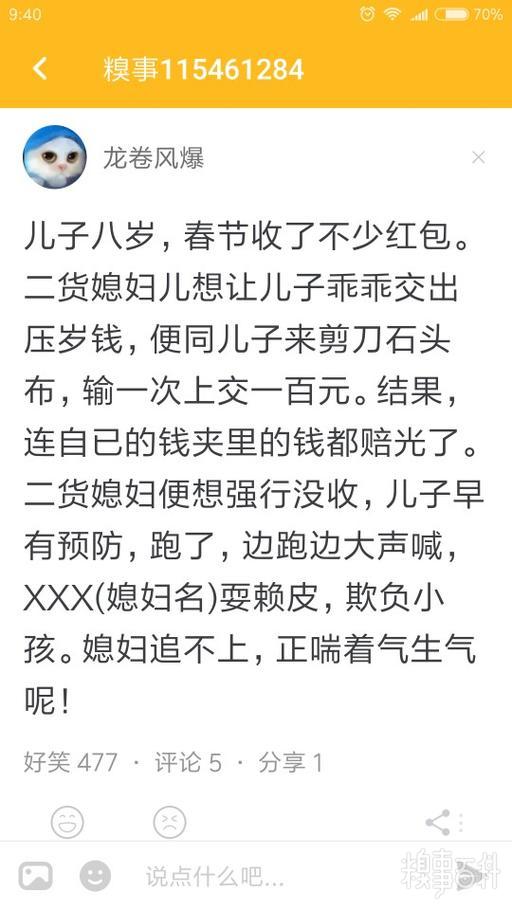 9:40
70%
糗事115461284
龙卷风爆
儿子八岁，春节收了不少红包。
二货媳妇儿想让儿子乖乖交出
压岁钱，便同儿子来剪刀石头
布，输一次上交一百元。结果，
连自已的钱夹里的钱都赔光了。
二货媳妇便想强行没收，儿子早
有预防，跑了，边跑边大声喊，
XXX(媳妇名)耍赖皮，欺负小
孩。媳妇追不上，正喘着气生气
呢！
好笑 477 · 评论 5 · 分享 1
说点什么吧...
糗事百科